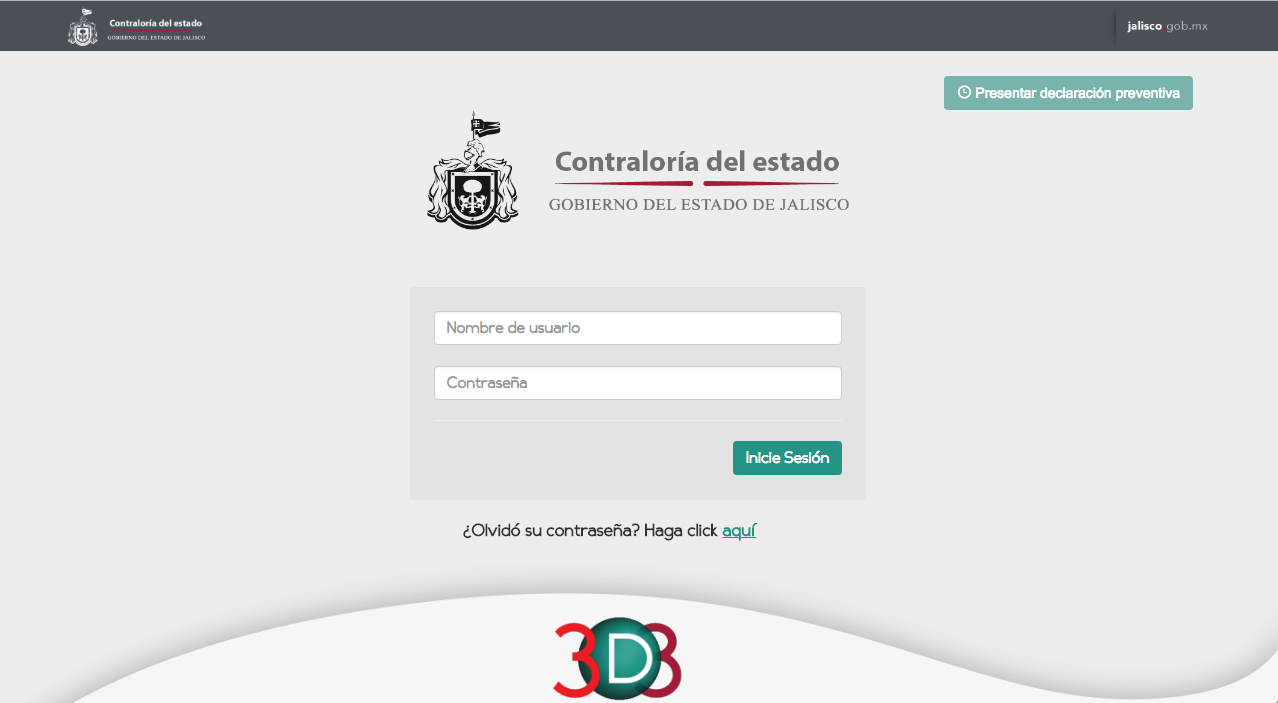 Contraloría del estado
GOBIERNO DEL ESTADO DE JALISCO
jalisco.gob.mx
Presentar declaración preventiva
Contraloría del estado
GOBIERNO DEL ESTADO DE JALISCO
Nombre de usuario
Contraseña
Inicie Sesión
¿Olvidó su contraseña? Haga click aquí
3D3